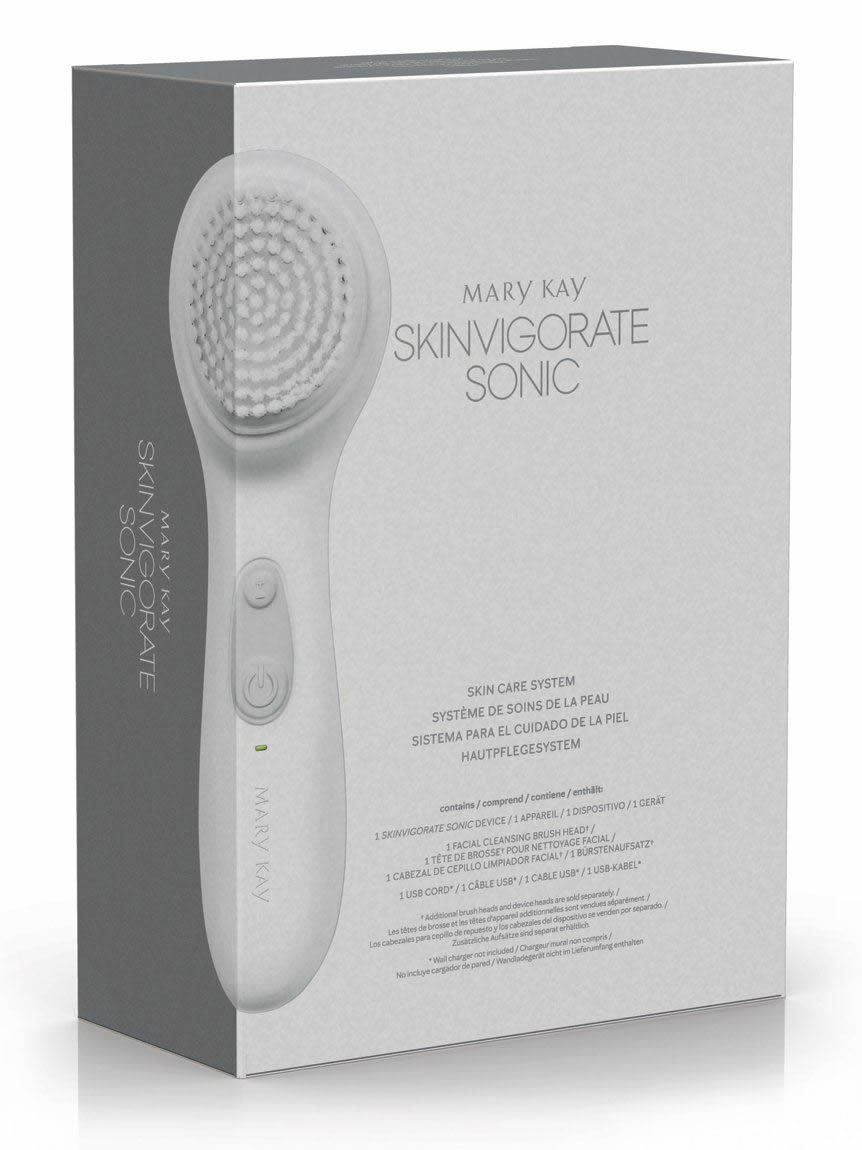 MARY KAY
SKINVIGORATE
SONIC
MARY KAY
SKINVIGORATE
SONIC
MARY KAY
SKIN CARE SYSTEM
SYSTÈME DE SOINS DE LA PEAU
SISTEMA PARA EL CUIDADO DE LA PIEL
HAUTPFLEGESYSTEM
contains / comprend / contiene / enthält:
1 SKINVIGORATE SONIC DEVICE / 1 APPAREIL / 1 DISPOSITIVO / 1 GERÄT
1 FACIAL CLEANSING BRUSH HEAD† /
1 TÊTE DE BROSSE† POUR NETTOYAGE FACIAL /
1 CABEZAL DE CEPILLO LIMPIADOR FACIAL† / 1 BÜRSTENAUFSATZ†
1 USB CORD* / 1 CÂBLE USB* / 1 CABLE USB* / 1 USB-KABEL*
† Additional brush heads and device heads are sold separately. /
Les têtes de brosse et les têtes d'appareil additionnelles sont vendues séparément. /
Los cabezales para cepillo de repuesto y los cabezales del dispositivo se venden por separado. /
Zusätzliche Aufsätze sind separat erhältlich.
* Wall charger not included / Chargeur mural non compris /
No incluye cargador de pared / Wandladegerät nicht im Lieferumfang enthalten